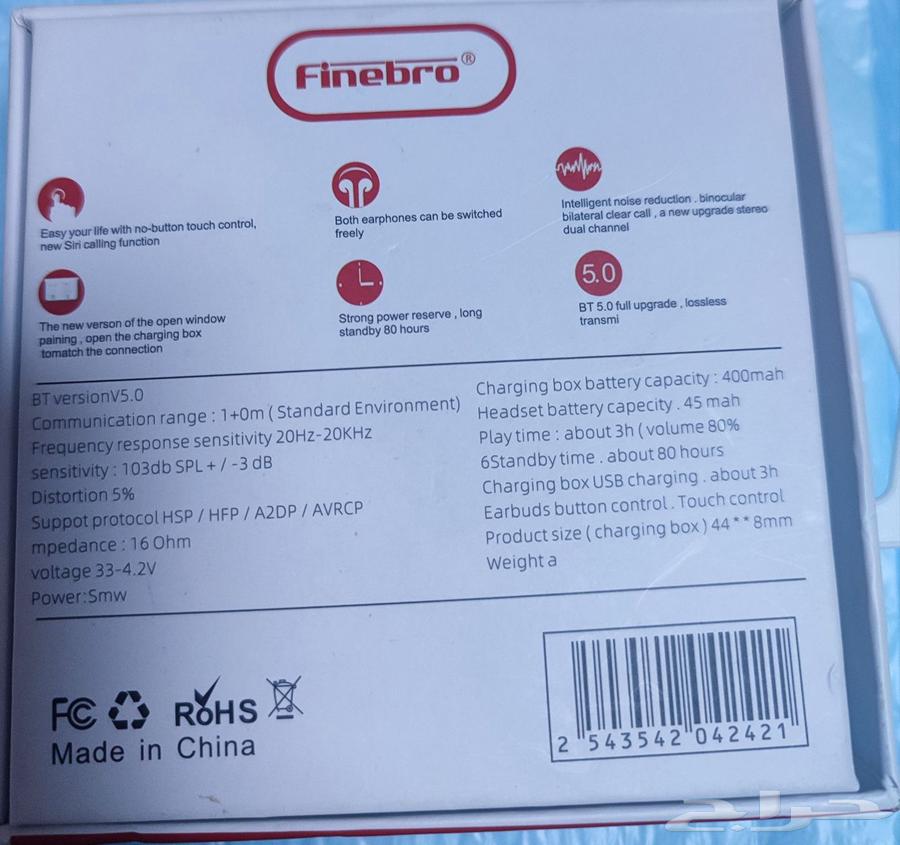 Finebro®
Easy your life with no-button touch control,
new Siri calling function
Both earphones can be switched
freely
Intelligent noise reduction . binocular
bilateral clear call , a new upgrade stereo
dual channel
The new verson of the open window
paining , open the charging box
tomatch the connection
Strong power reserve , long
standby 80 hours
5.0
BT 5.0 full upgrade , lossless
transmi
BT versionV5.0
Communication range : 1+0m ( Standard Environment)
Frequency response sensitivity 20Hz-20KHz
sensitivity : 103db SPL + / -3 dB
Distortion 5%
Suppot protocol HSP / HFP / A2DP / AVRCP
mpedance : 16 Ohm
voltage 33-4.2V
Power:5mw
Charging box battery capacity : 400mah
Headset battery capecity . 45 mah
Play time : about 3h ( volume 80%
6Standby time . about 80 hours
Charging box USB charging . about 3h
Earbuds button control . Touch control
Product size ( charging box ) 44 * * 8mm
Weight a
FC RoHS
Made in China
2 543542 042421
حراج